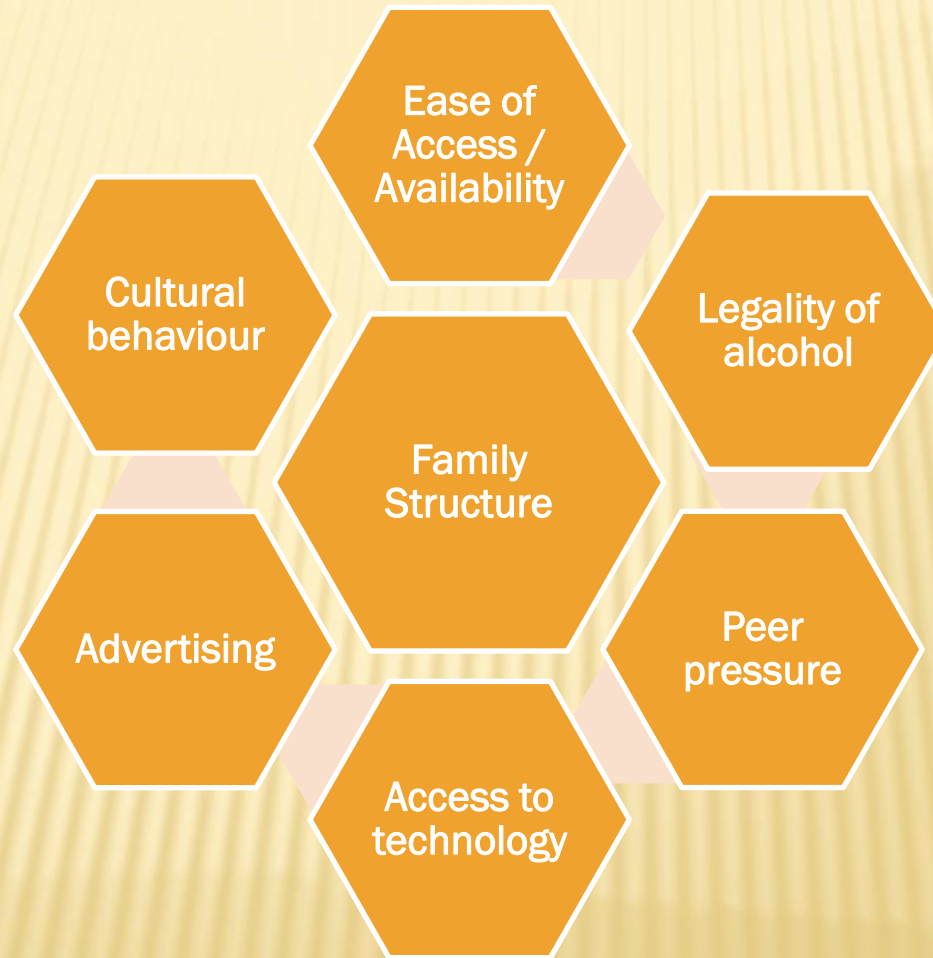 Ease of
Access /
Availability
Cultural
behaviour
Legality of
alcohol
Family
Structure
Advertising
Peer
pressure
Access to
technology